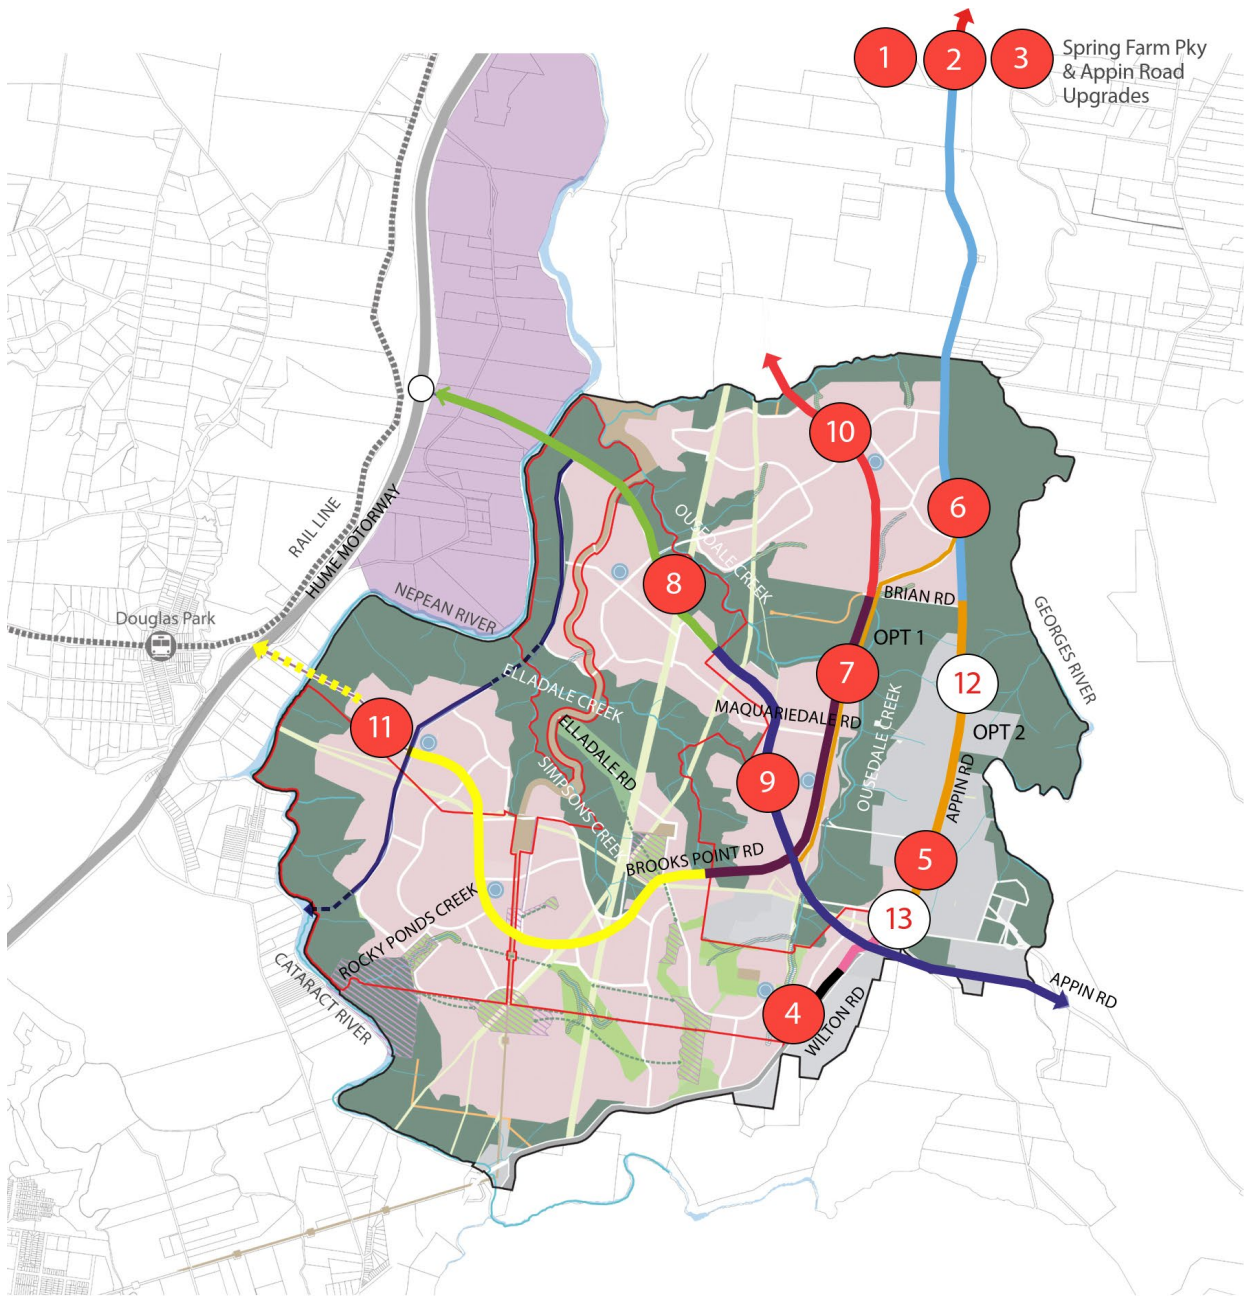 1
2
3
Spring Farm Pky
& Appin Road
Upgrades
10
RAIL LINE
HUME MOTORWAY
6
OUSEDALE CREEK
8
BRIAN RD
NEPEAN RIVER
Douglas Park
GEORGES RIVER
OPT 1
7
12
ELLADALE CREEK
MAQUARIEDALE RD
11
OPT 2
ELLADALE RD
OUSEDALE CREEK
9
SIMPSONS CREEK
APPIN RD
BROOKS POINT RD
5
13
ROCKY PONDS CREEK
CATARACT RIVER
4
WILTON RD
APPIN RD